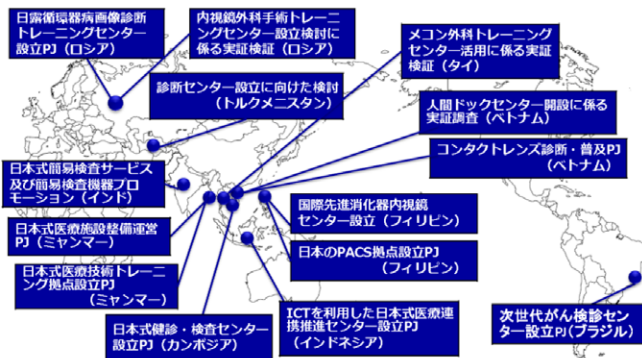 日露循環器病画像診断
トレーニングセンター
設立PJ(ロシア)
内視鏡外科手術トレーニ
ングセンター設立検討に
係る実証検証(ロシア)
メコン外科トレーニング
センター活用に係る実証
検証(タイ)
診断センター設立に向けた検討
(トルクメニスタン)
人間ドックセンター開設に係る
実証調査(ベトナム)
コンタクトレンズ診断・普及PJ
(ベトナム)
日本式簡易検査サービス
及び簡易検査機器プロ
モーション(インド)
国際先進消化器内視鏡
センター設立(フィリピン)
日本式医療施設整備運営
PJ(ミャンマー)
日本のPACS拠点設立PJ
(フィリピン)
日本式医療技術トレーニ
ング拠点設立PJ
(ミャンマー)
日本式健診・検査センター
設立PJ(カンボジア)
ICTを利用した日本式医療連
携推進センター設立PJ
(インドネシア)
次世代がん検診セン
ター設立PJ(ブラジル)